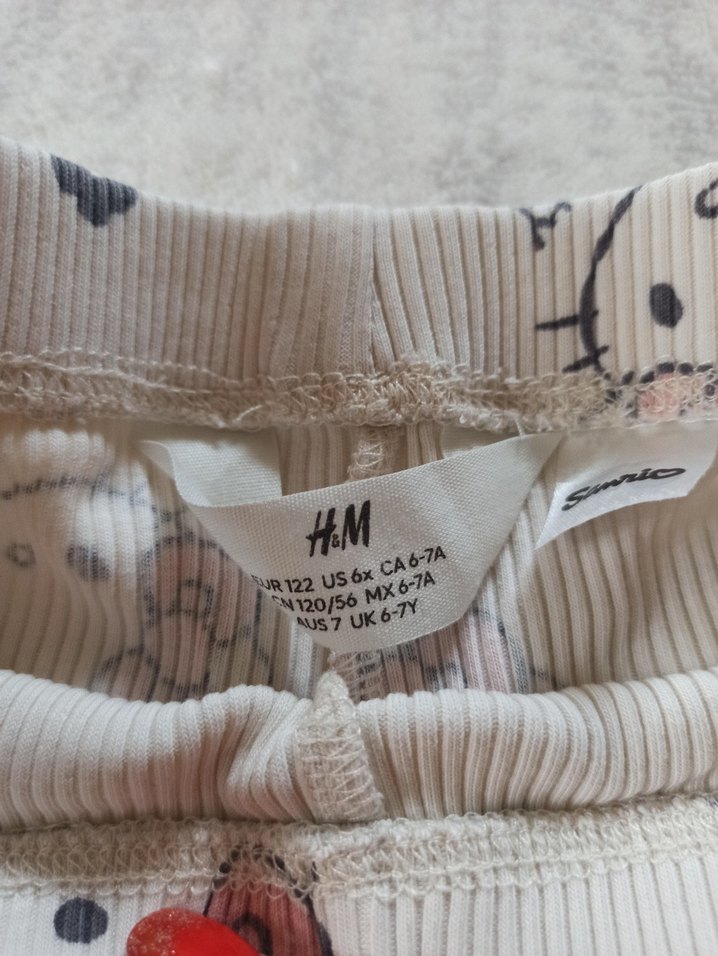 H&M
EUR 122 US 6x CA 6-7A
CN 120/56 MX 6-7A
AUS 7 UK 6-7Y
Sanrio